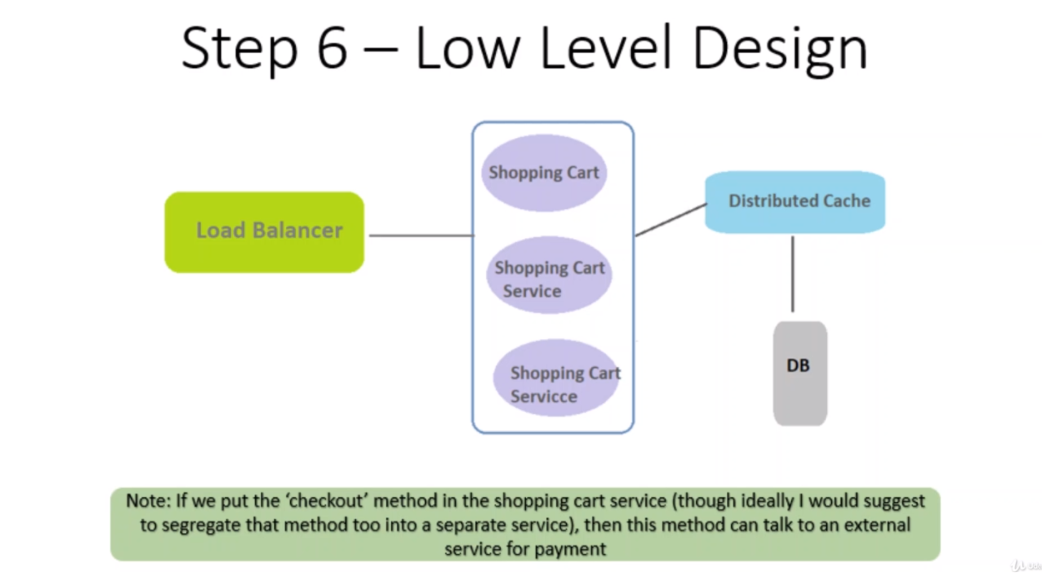 Step 6 – Low Level Design
Load Balancer
Shopping Cart
Shopping Cart
Service
Shopping Cart
Servicce
Distributed Cache
DB
Note: If we put the ‘checkout’ method in the shopping cart service (though ideally I would suggest
to segregate that method too into a separate service), then this method can talk to an external
service for payment